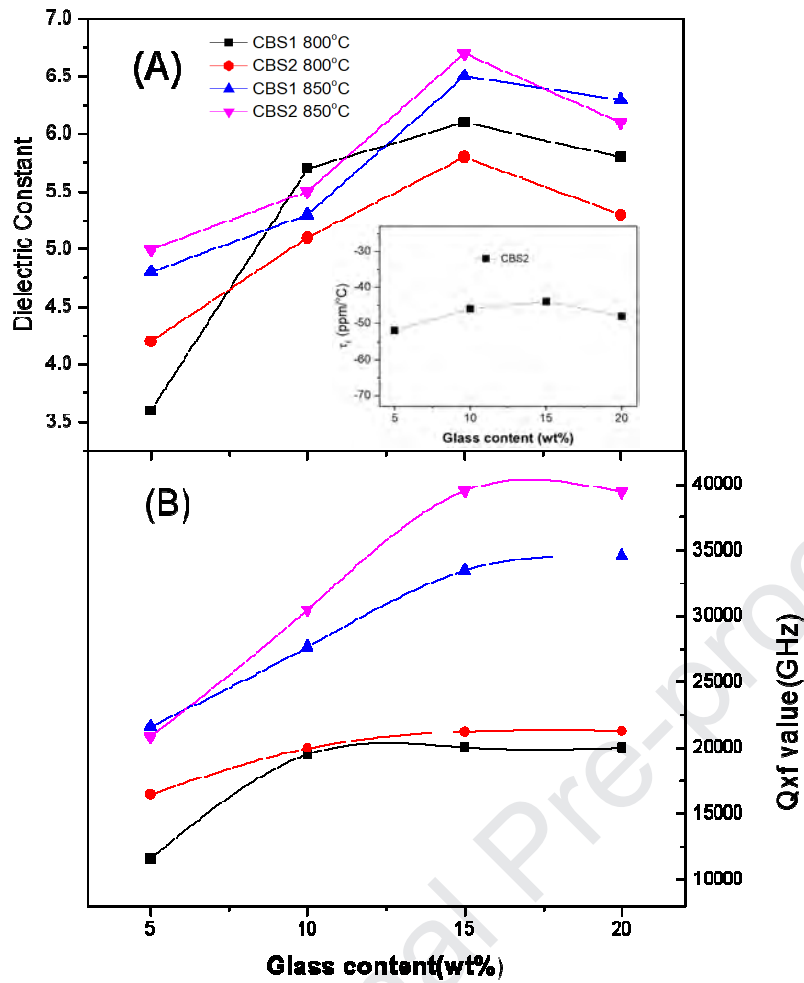 (A)
CBS1 800°C
CBS2 800°C
CBS1 850°C
CBS2 850°C
7.0
6.5
6.0
5.5
5.0
4.5
4.0
3.5
Dielectric Constant
CBS2
-30
-40
-50
-60
-70
τf (ppm/°C)
5 10 15 20
Glass content (wt%)
(B)
40000
35000
30000
25000
20000
15000
10000
Qxf value(GHz)
5 10 15 20
Glass content(wt%)
nal Pre-proo